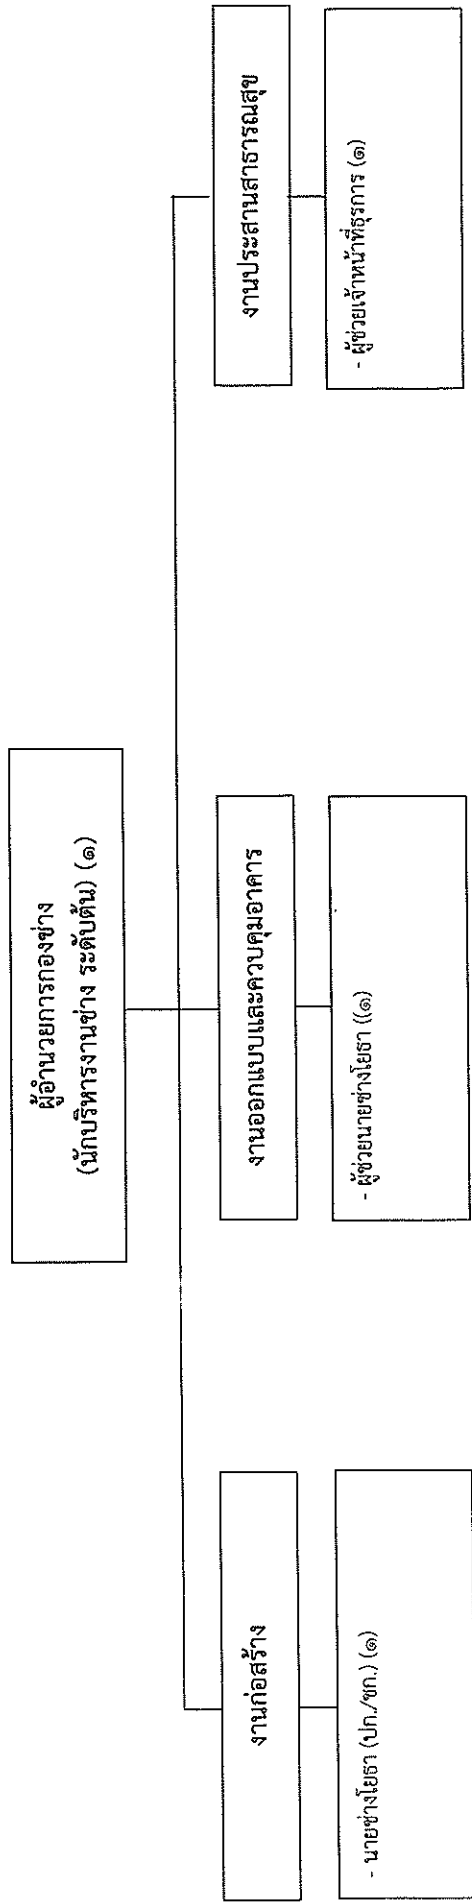 ผู้อำนวยการกองช่าง
(นักบริหารงานช่าง ระดับต้น) (๑)
งานก่อสร้าง
งานออกแบบและควบคุมอาคาร
งานประสานสาธารณสุข
- นายช่างโยธา (ปก./ชก.) (๑)
- ผู้ช่วยนายช่างโยธา ((๑)
- ผู้ช่วยเจ้าหน้าที่ธุรการ (๑)